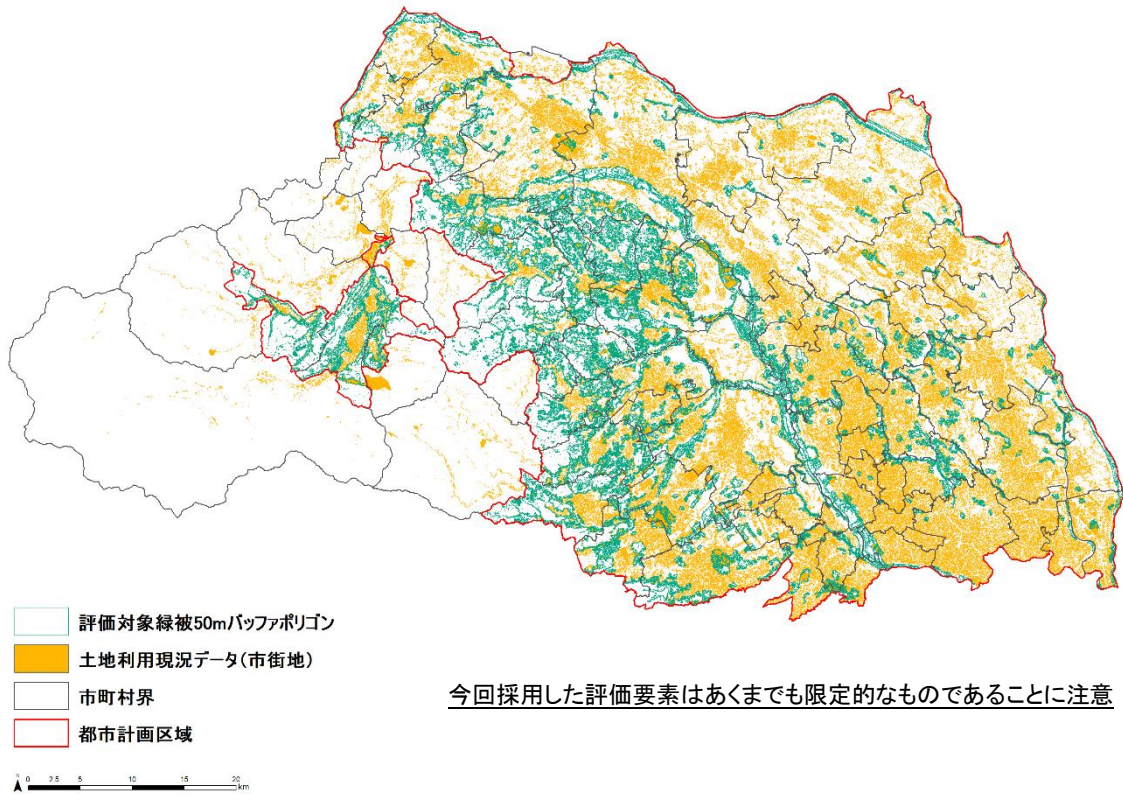 評価対象緑被50mバッファポリゴン
土地利用現況データ(市街地)
市町村界
都市計画区域
今回採用した評価要素はあくまでも限定的なものであることに注意
N 0 2.5 5 10 15 20 km